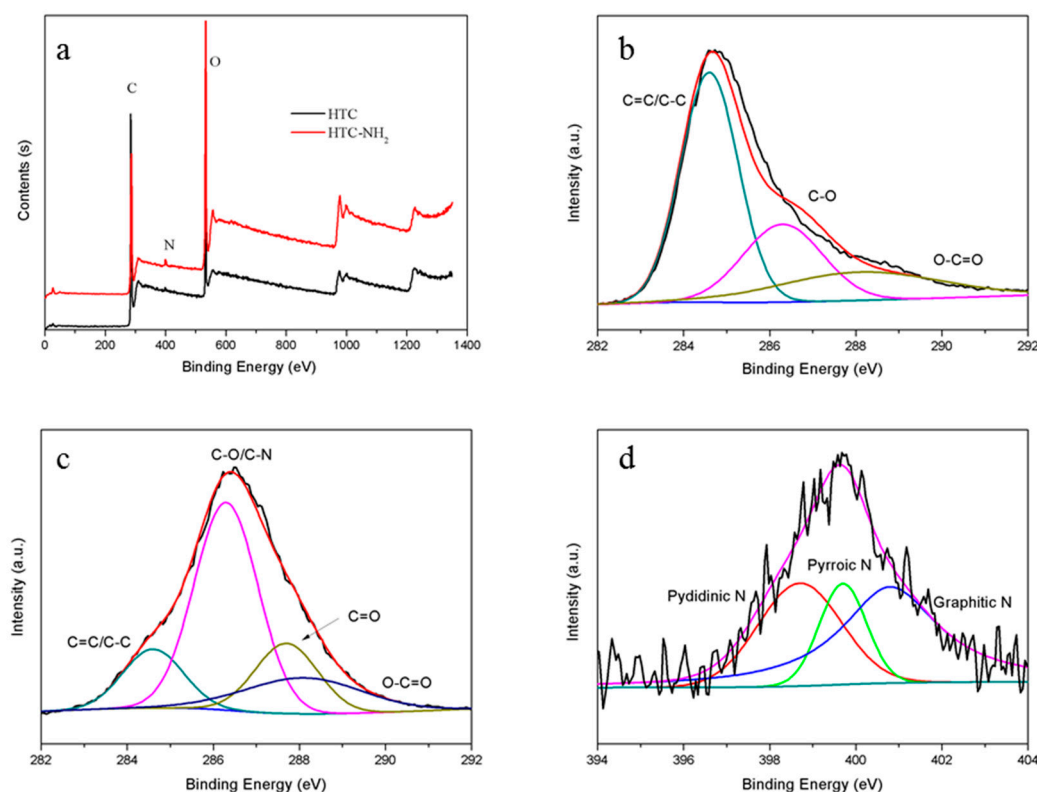 a
C
N
O
HTC
HTC-NH2
Contents (s)
0 200 400 600 800 1000 1200 1400
Binding Energy (eV)
b
C=C/C-C
C-O
O-C=O
Intensity (a.u.)
282 284 286 288 290 292
Binding Energy (eV)
c
C-O/C-N
C=C/C-C
C=O
O-C=O
Intensity (a.u.)
282 284 286 288 290 292
Binding Energy (eV)
d
Pydidinic N
Pyrroic N
Graphitic N
Intensity (a.u.)
394 396 398 400 402 404
Binding Energy (eV)